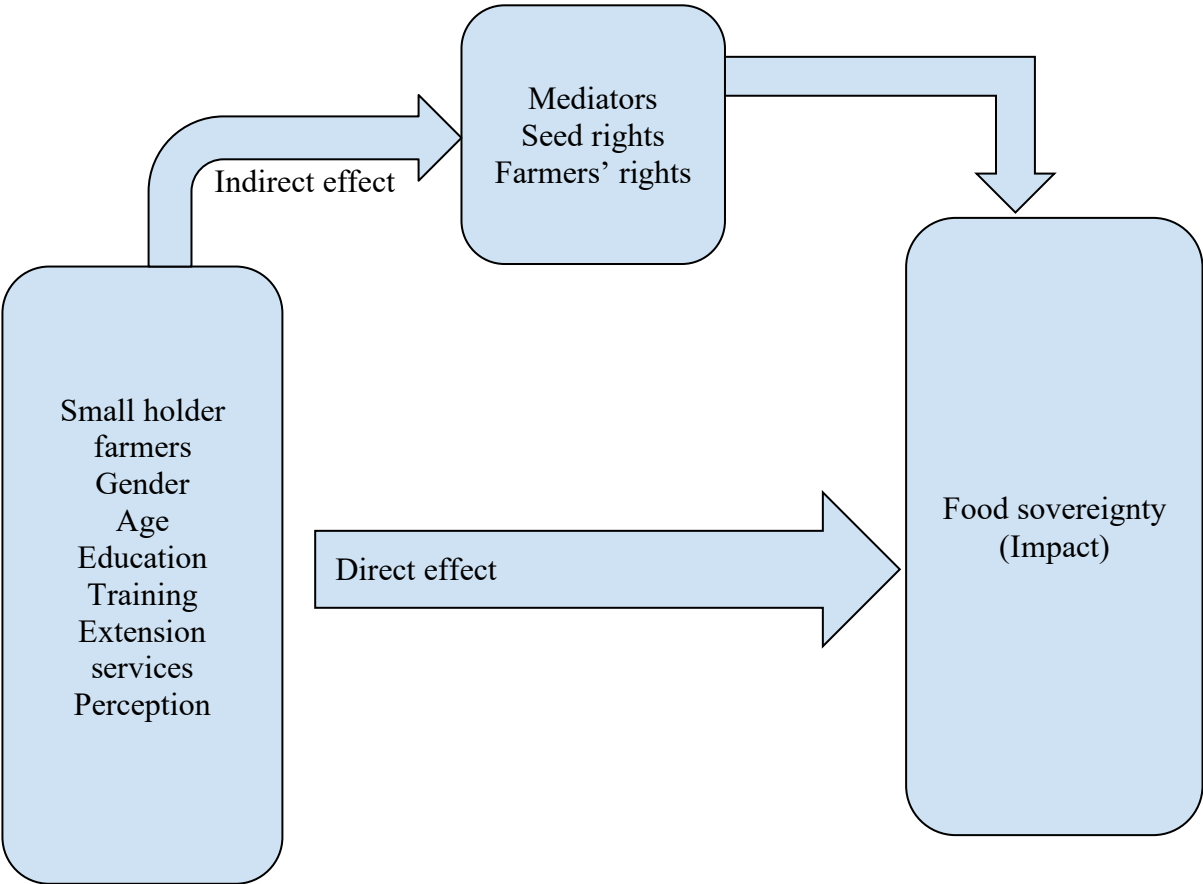 Mediators
Seed rights
Farmers’ rights
Indirect effect
Small holder
farmers
Gender
Age
Education
Training
Extension
services
Perception
Direct effect
Food sovereignty
(Impact)